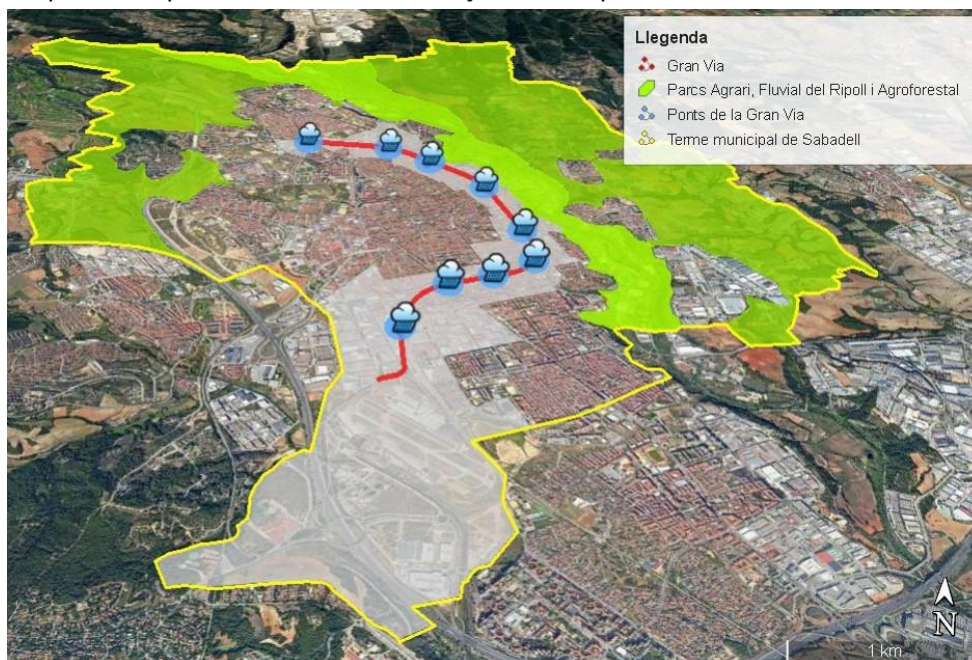 Llegenda
Gran Via
Parcs Agrari, Fluvial del Ripoll i Agroforestal
Ponts de la Gran Via
Terme municipal de Sabadell
N
1 km